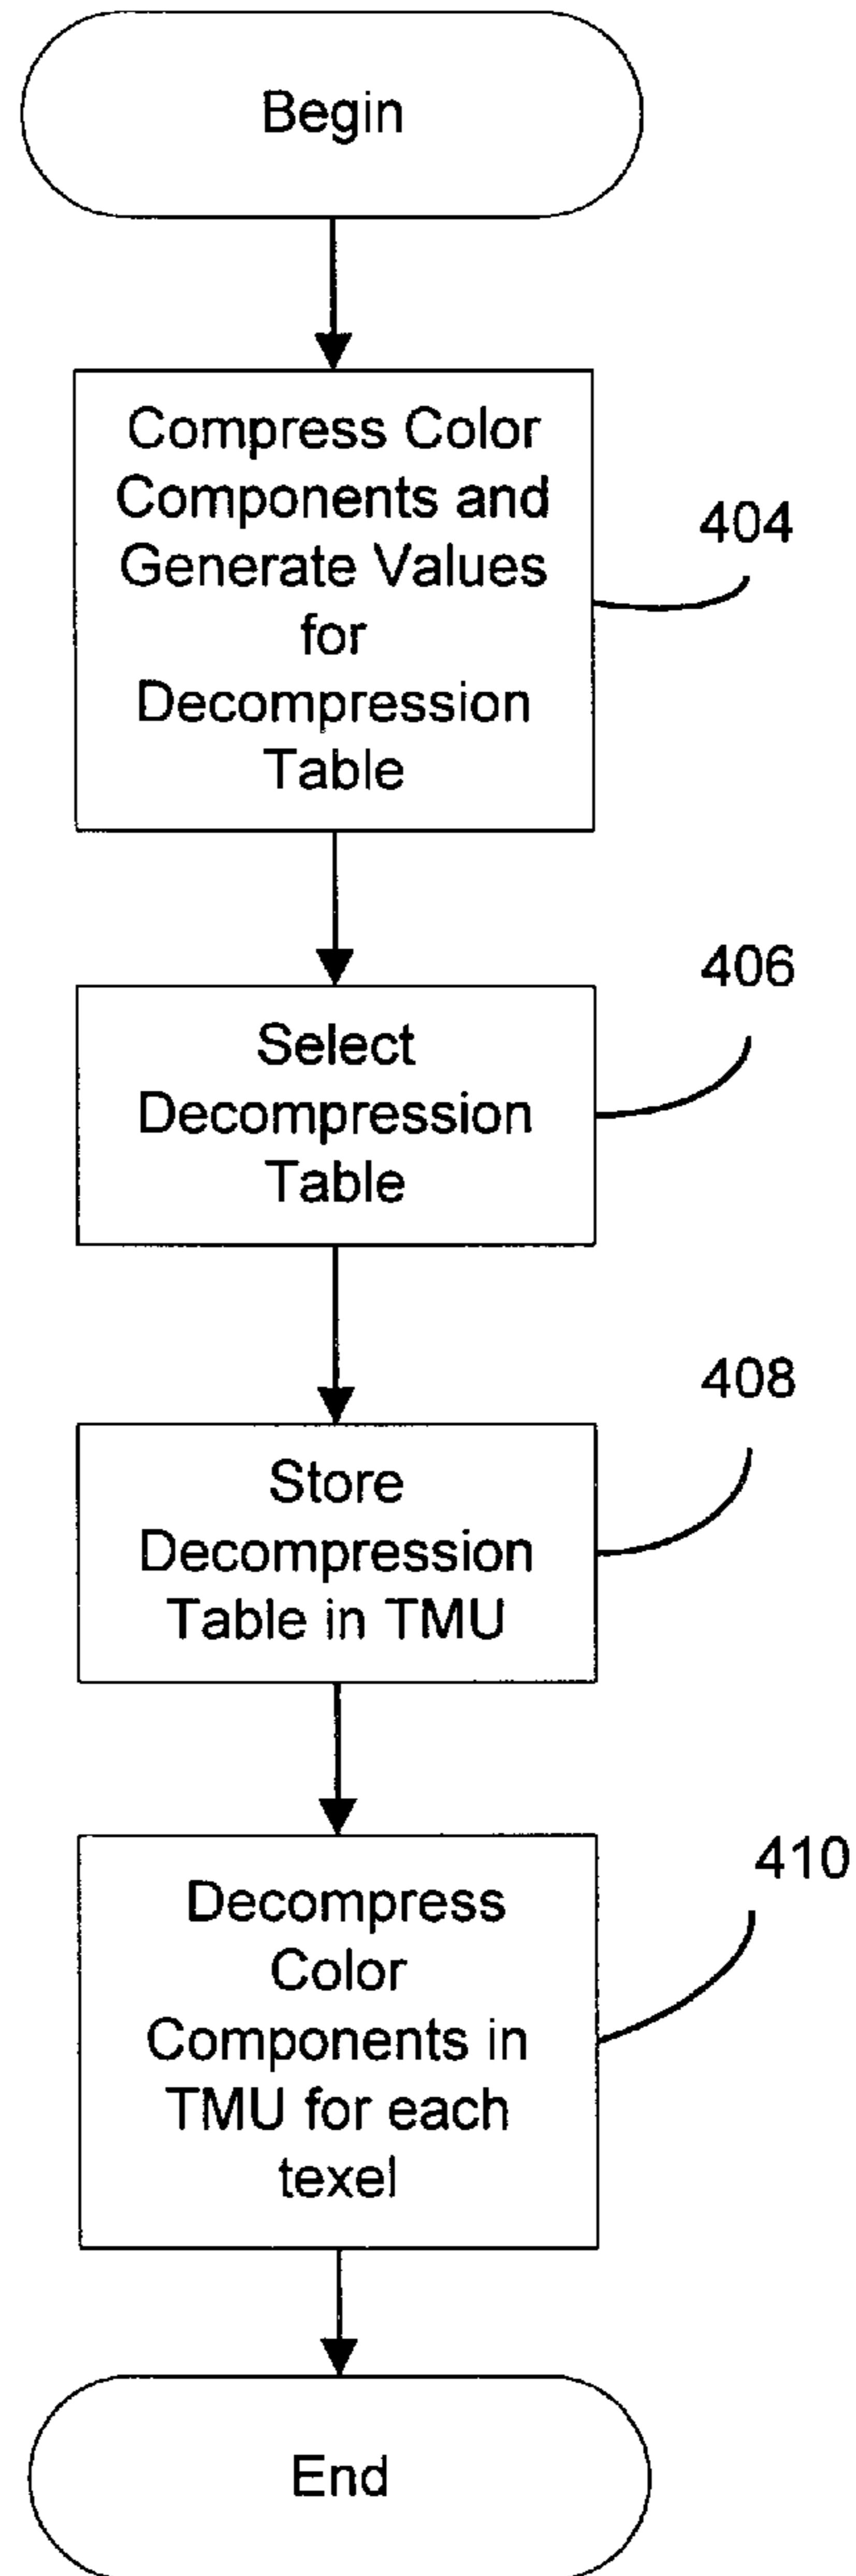 Begin
Compress Color
Components and
Generate Values
for
Decompression
Table
404
Select
Decompression
Table
406
Store
Decompression
Table in TMU
408
Decompress
Color
Components in
TMU for each
texel
410
End